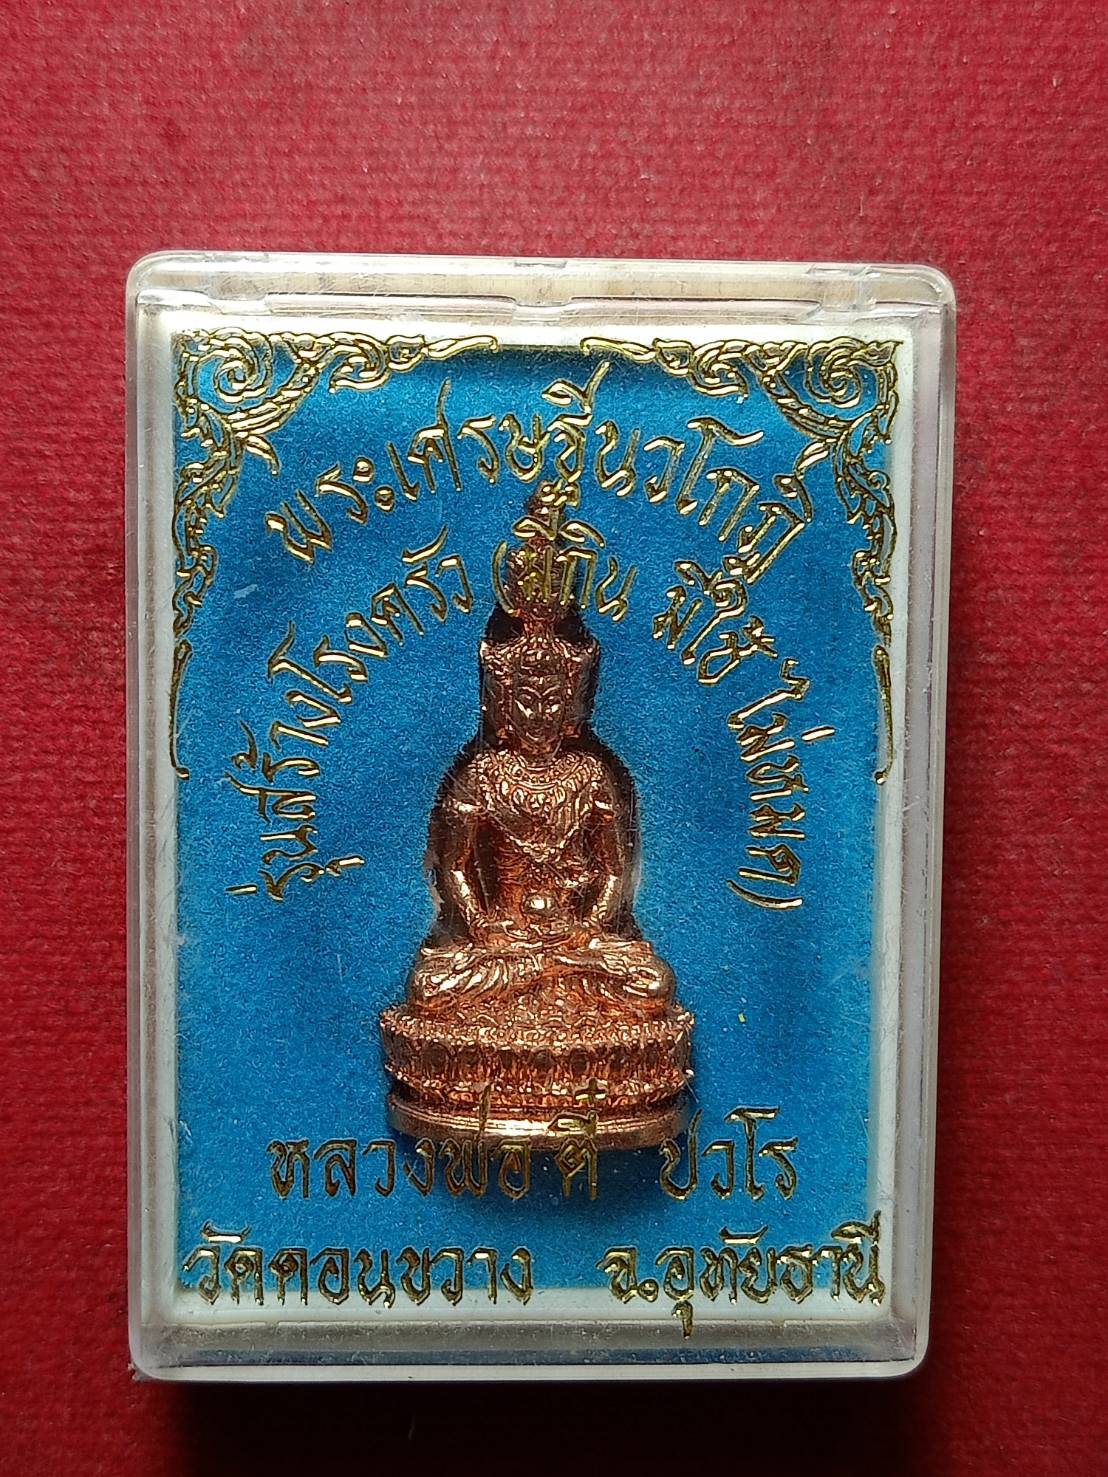 พระเศรษฐีนวโกฏิ
รุ่นสร้างโรงครัว (มีกิน มีใช้ ไม่หมด)
หลวงพ่อตี๋ ปวโร
วัดดอนขวาง จ.อุทัยธานี